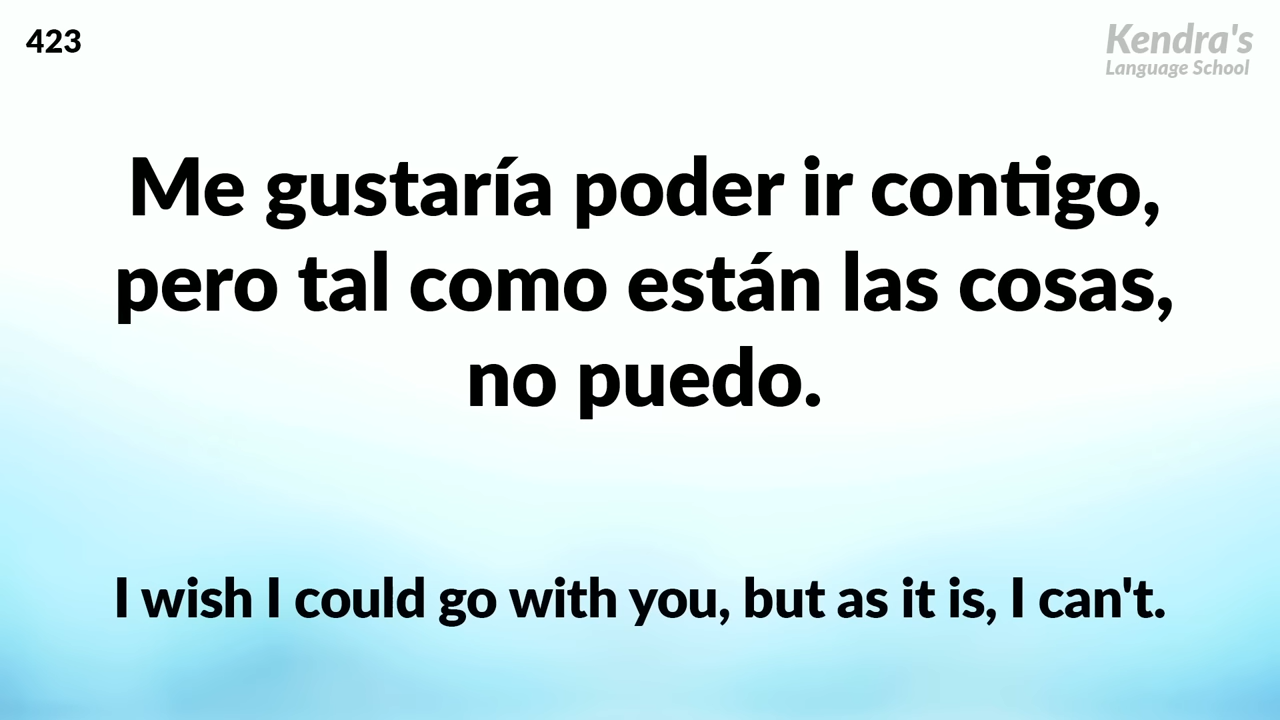 423
Kendra's
Language School
Me gustaría poder ir contigo,
pero tal como están las cosas,
no puedo.
I wish I could go with you, but as it is, I can't.